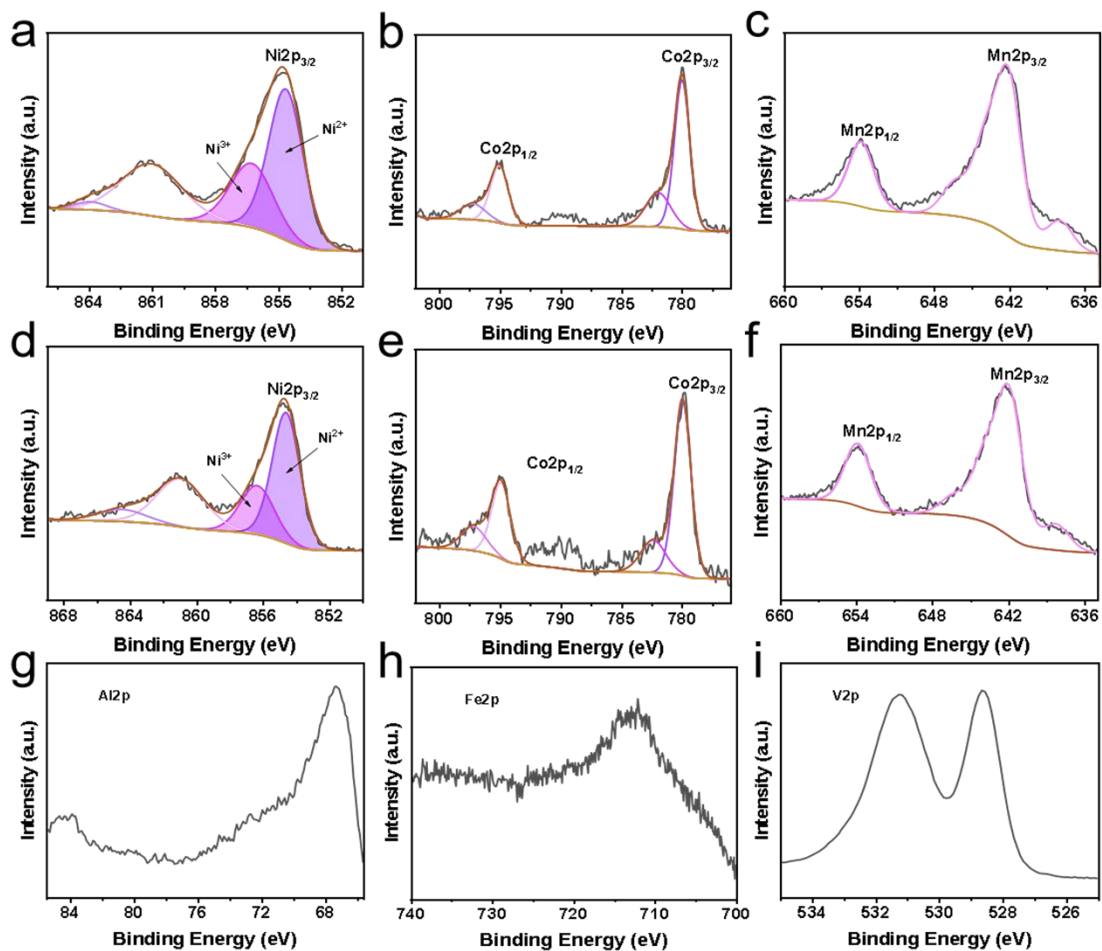 a
Ni2p3/2
Ni3+
Ni2+
Intensity (a.u.)
864 861 858 855 852
Binding Energy (eV)
b
Co2p3/2
Co2p1/2
Intensity (a.u.)
800 795 790 785 780
Binding Energy (eV)
c
Mn2p3/2
Mn2p1/2
Intensity (a.u.)
660 654 648 642 636
Binding Energy (eV)
d
Ni2p3/2
Ni3+
Ni2+
Intensity (a.u.)
868 864 860 856 852
Binding Energy (eV)
e
Co2p3/2
Co2p1/2
Intensity (a.u.)
800 795 790 785 780
Binding Energy (eV)
f
Mn2p3/2
Mn2p1/2
Intensity (a.u.)
660 654 648 642 636
Binding Energy (eV)
g
Al2p
Intensity (a.u.)
84 80 76 72 68
Binding Energy (eV)
h
Fe2p
Intensity (a.u.)
740 730 720 710 700
Binding Energy (eV)
i
V2p
Intensity (a.u.)
534 532 530 528 526
Binding Energy (eV)